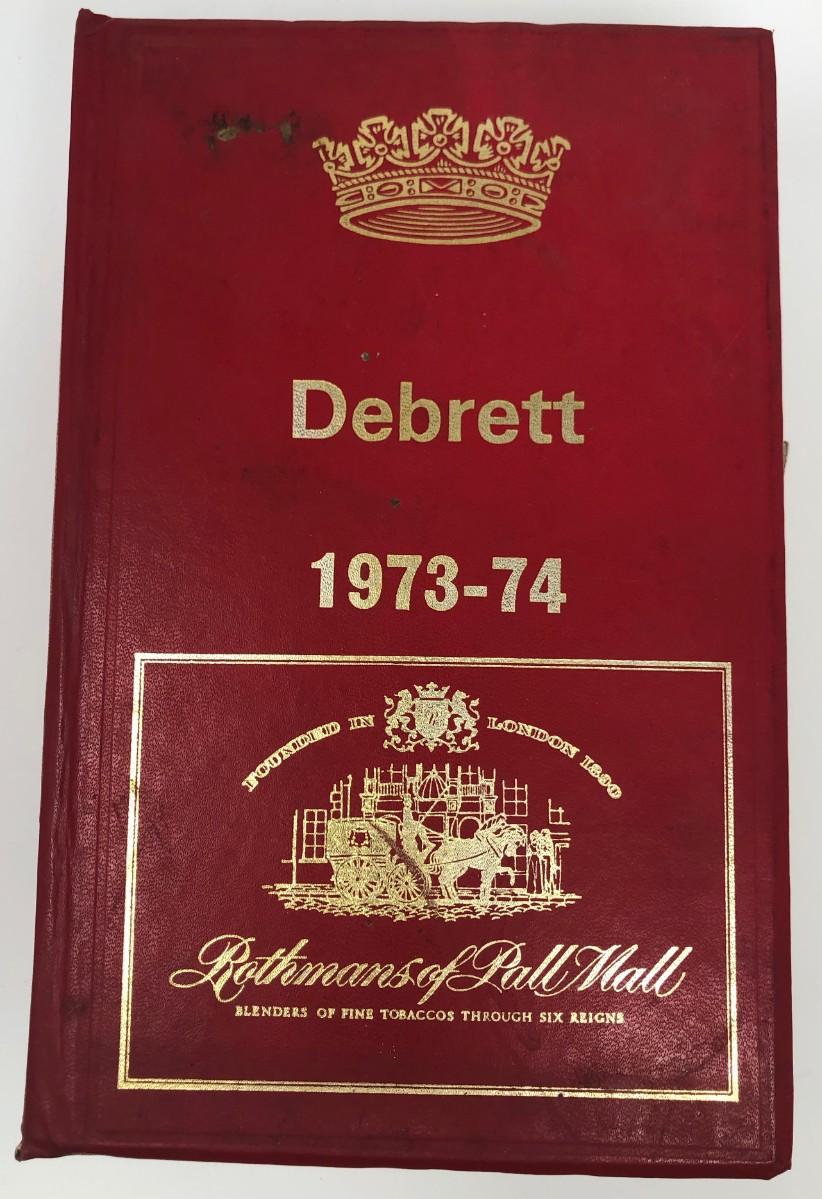 Debrett
1973-74
FOUNDED IN LONDON 1890
Rothmans of Pall Mall
BLENDERS OF FINE TOBACCOS THROUGH SIX REIGNS